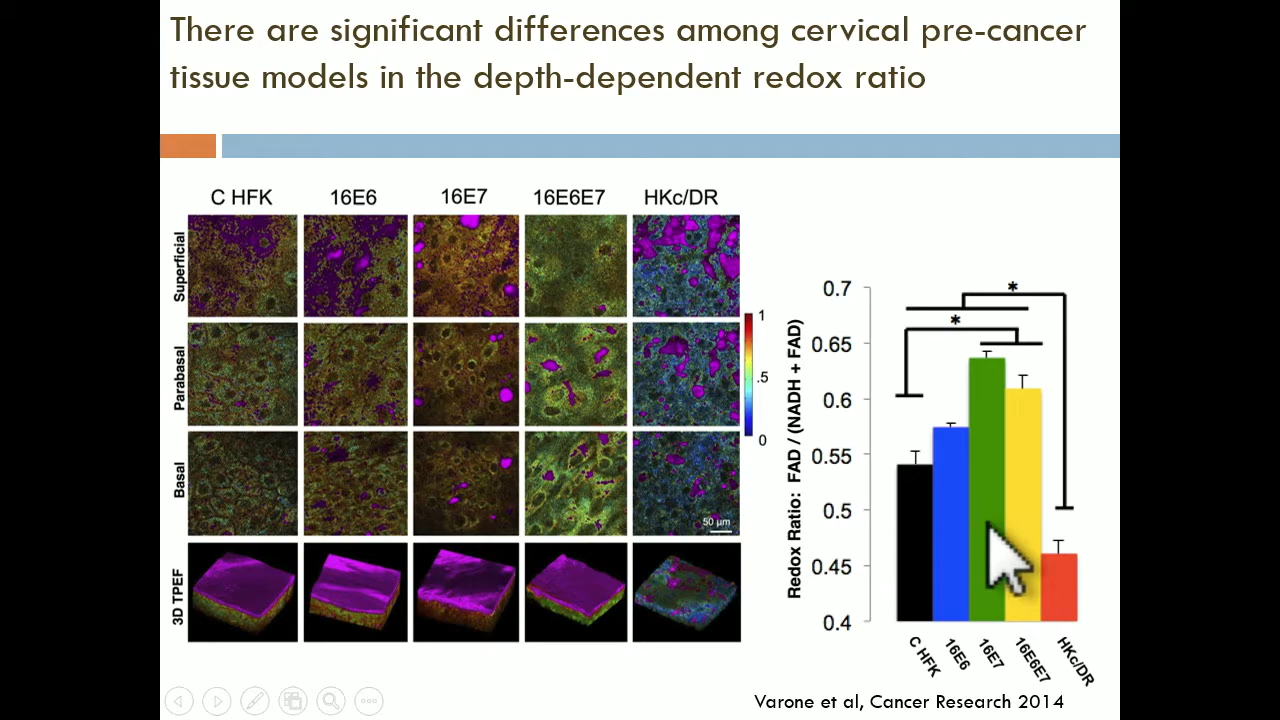 There are significant differences among cervical pre-cancer
tissue models in the depth-dependent redox ratio
C HFK 16E6 16E7 16E6E7 HKc/DR
Superficial
Parabasal
Basal
3D TPEF
50 µm
1
.5
0
Redox Ratio: FAD / (NADH + FAD)
0.7
0.65
0.6
0.55
0.5
0.45
0.4
*
*
C HFK 16E6 16E7 16E6E7 HKc/DR
Varone et al, Cancer Research 2014